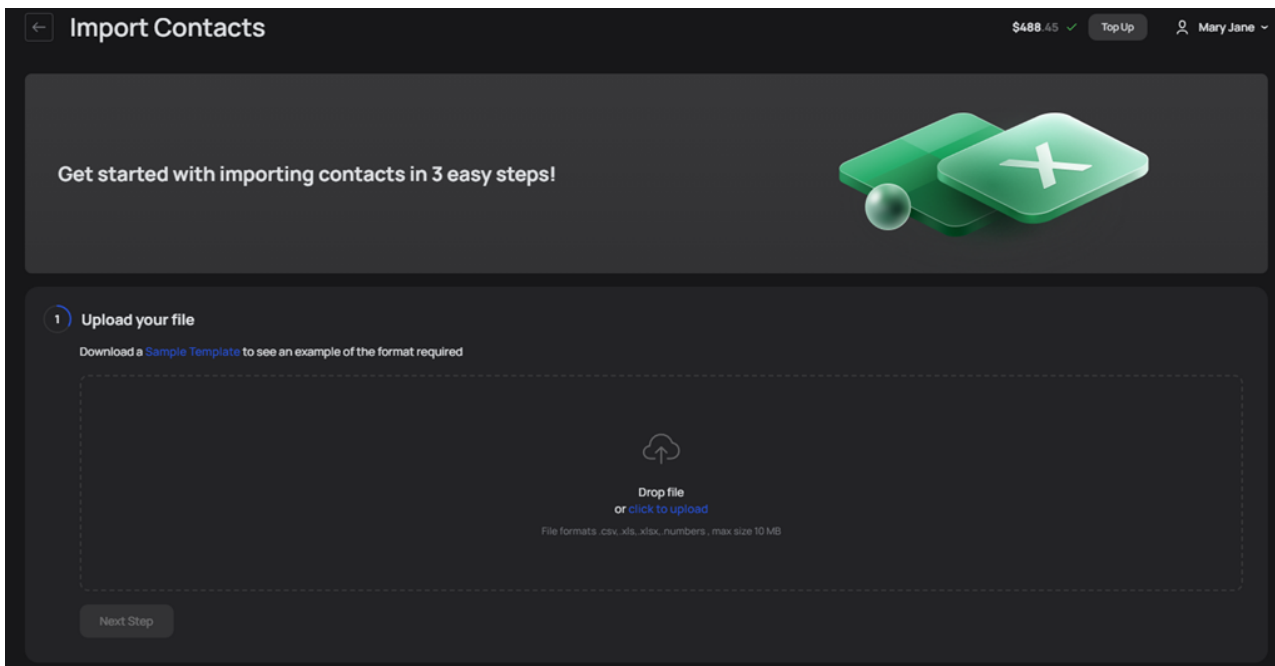 Import Contacts
$488.45
Top Up
Mary Jane
Get started with importing contacts in 3 easy steps!
X
1
Upload your file
Download a Sample Template to see an example of the format required
Drop file
or click to upload
File formats .csv, .xls, .xlsx, .numbers , max size 10 MB
Next Step